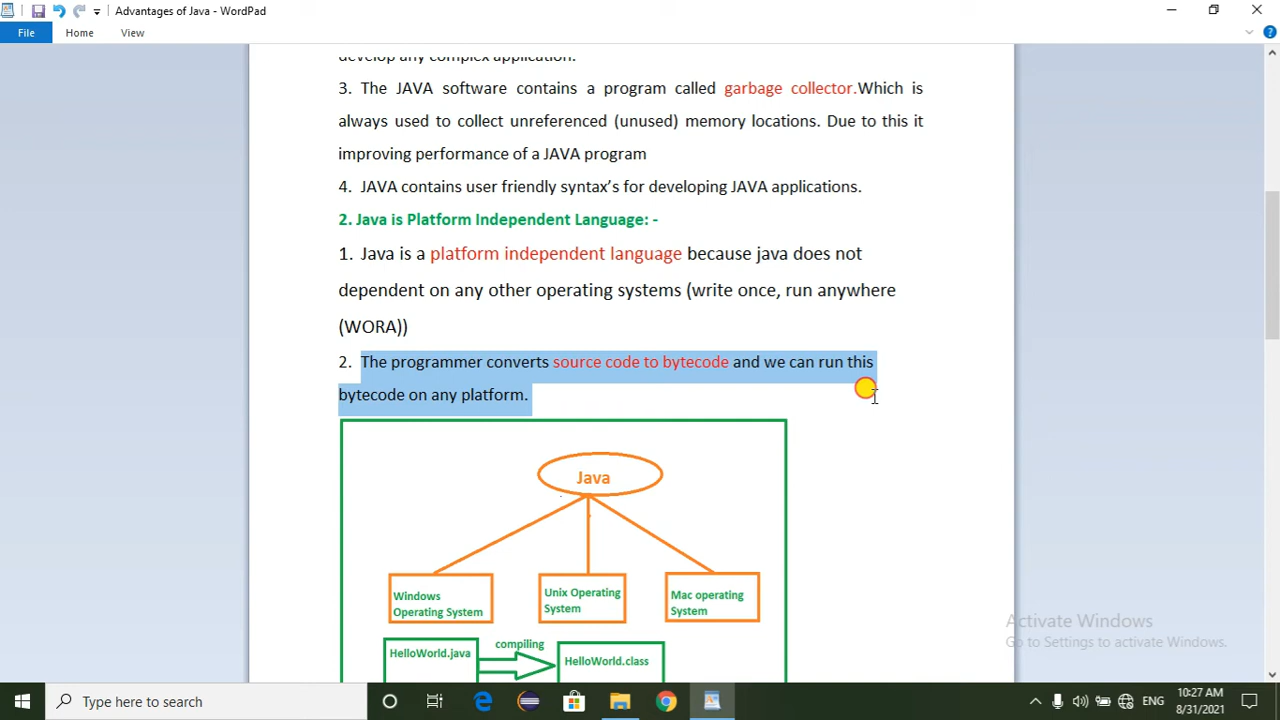 Advantages of Java - WordPad
File
Home
View
develop any complex application.
3. The JAVA software contains a program called garbage collector.Which is
always used to collect unreferenced (unused) memory locations. Due to this it
improving performance of a JAVA program
4. JAVA contains user friendly syntax’s for developing JAVA applications.
2. Java is Platform Independent Language: -
1. Java is a platform independent language because java does not
dependent on any other operating systems (write once, run anywhere
(WORA))
2. The programmer converts source code to bytecode and we can run this
bytecode on any platform.
Java
Windows
Operating System
Unix Operating
System
Mac operating
System
HelloWorld.java
compiling
HelloWorld.class
Activate Windows
Go to Settings to activate Windows.
Type here to search
ENG
10:27 AM
8/31/2021